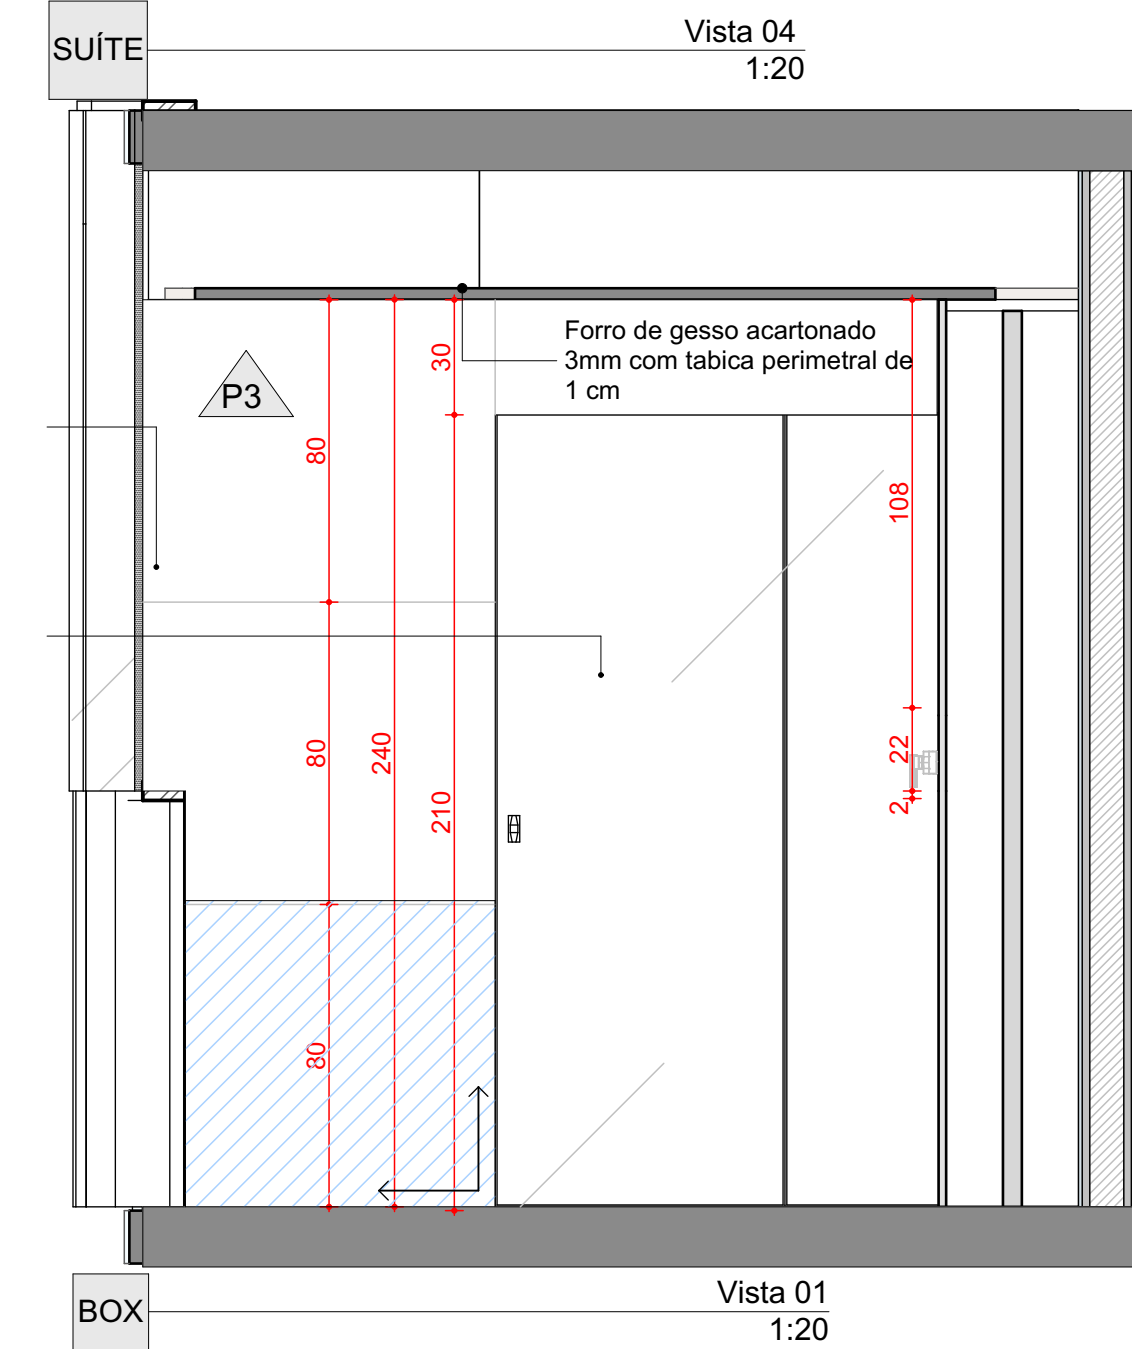 SUÍTE
Vista 04
1:20
Forro de gesso acartonado
3mm com tabica perimetral de
1 cm
P3
30
80
108
80
240
22
210
2
80
BOX
Vista 01
1:20